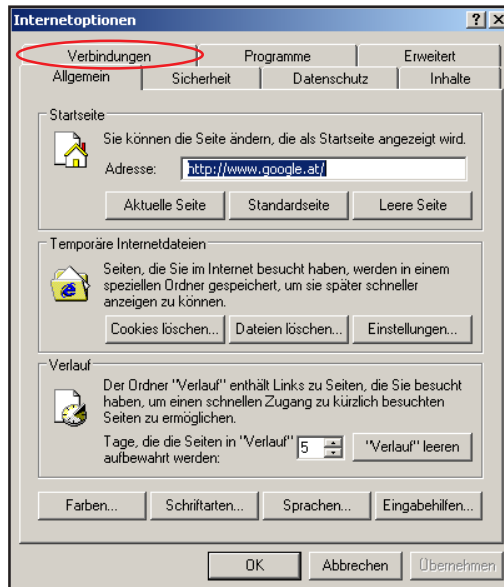 Internetoptionen
Verbindungen Programme Erweitert
Allgemein Sicherheit Datenschutz Inhalte
Startseite
Sie können die Seite ändern, die als Startseite angezeigt wird.
Adresse: http://www.google.at/
Aktuelle Seite Standardseite Leere Seite
Temporäre Internetdateien
Seiten, die Sie im Internet besucht haben, werden in einem
speziellen Ordner gespeichert, um sie später schneller
anzeigen zu können.
Cookies löschen... Dateien löschen... Einstellungen...
Verlauf
Der Ordner "Verlauf" enthält Links zu Seiten, die Sie besucht
haben, um einen schnellen Zugang zu kürzlich besuchten
Seiten zu ermöglichen.
Tage, die die Seiten in "Verlauf"
aufbewahrt werden: 5 "Verlauf" leeren
Farben... Schriftarten... Sprachen... Eingabehilfen...
OK Abbrechen Übernehmen